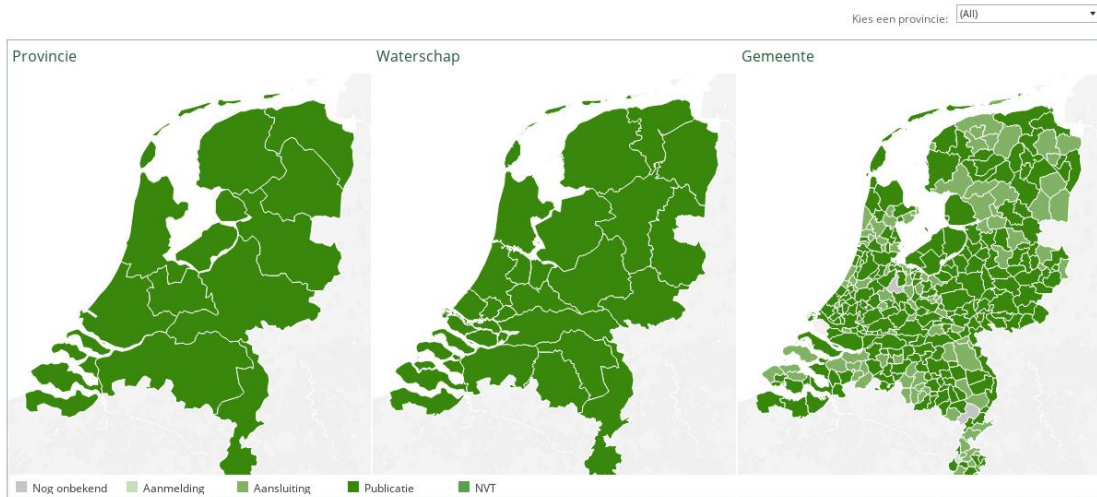 Kies een provincie: (All)
Provincie Waterschap Gemeente
Nog onbekend Aanmelding Aansluiting Publicatie NVT